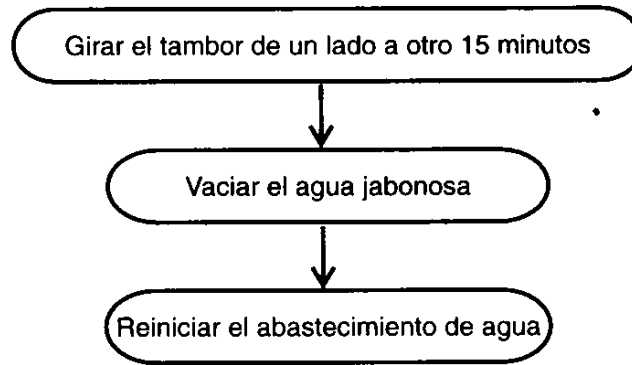 Girar el tambor de un lado a otro 15 minutos
Vaciar el agua jabonosa
Reiniciar el abastecimiento de agua